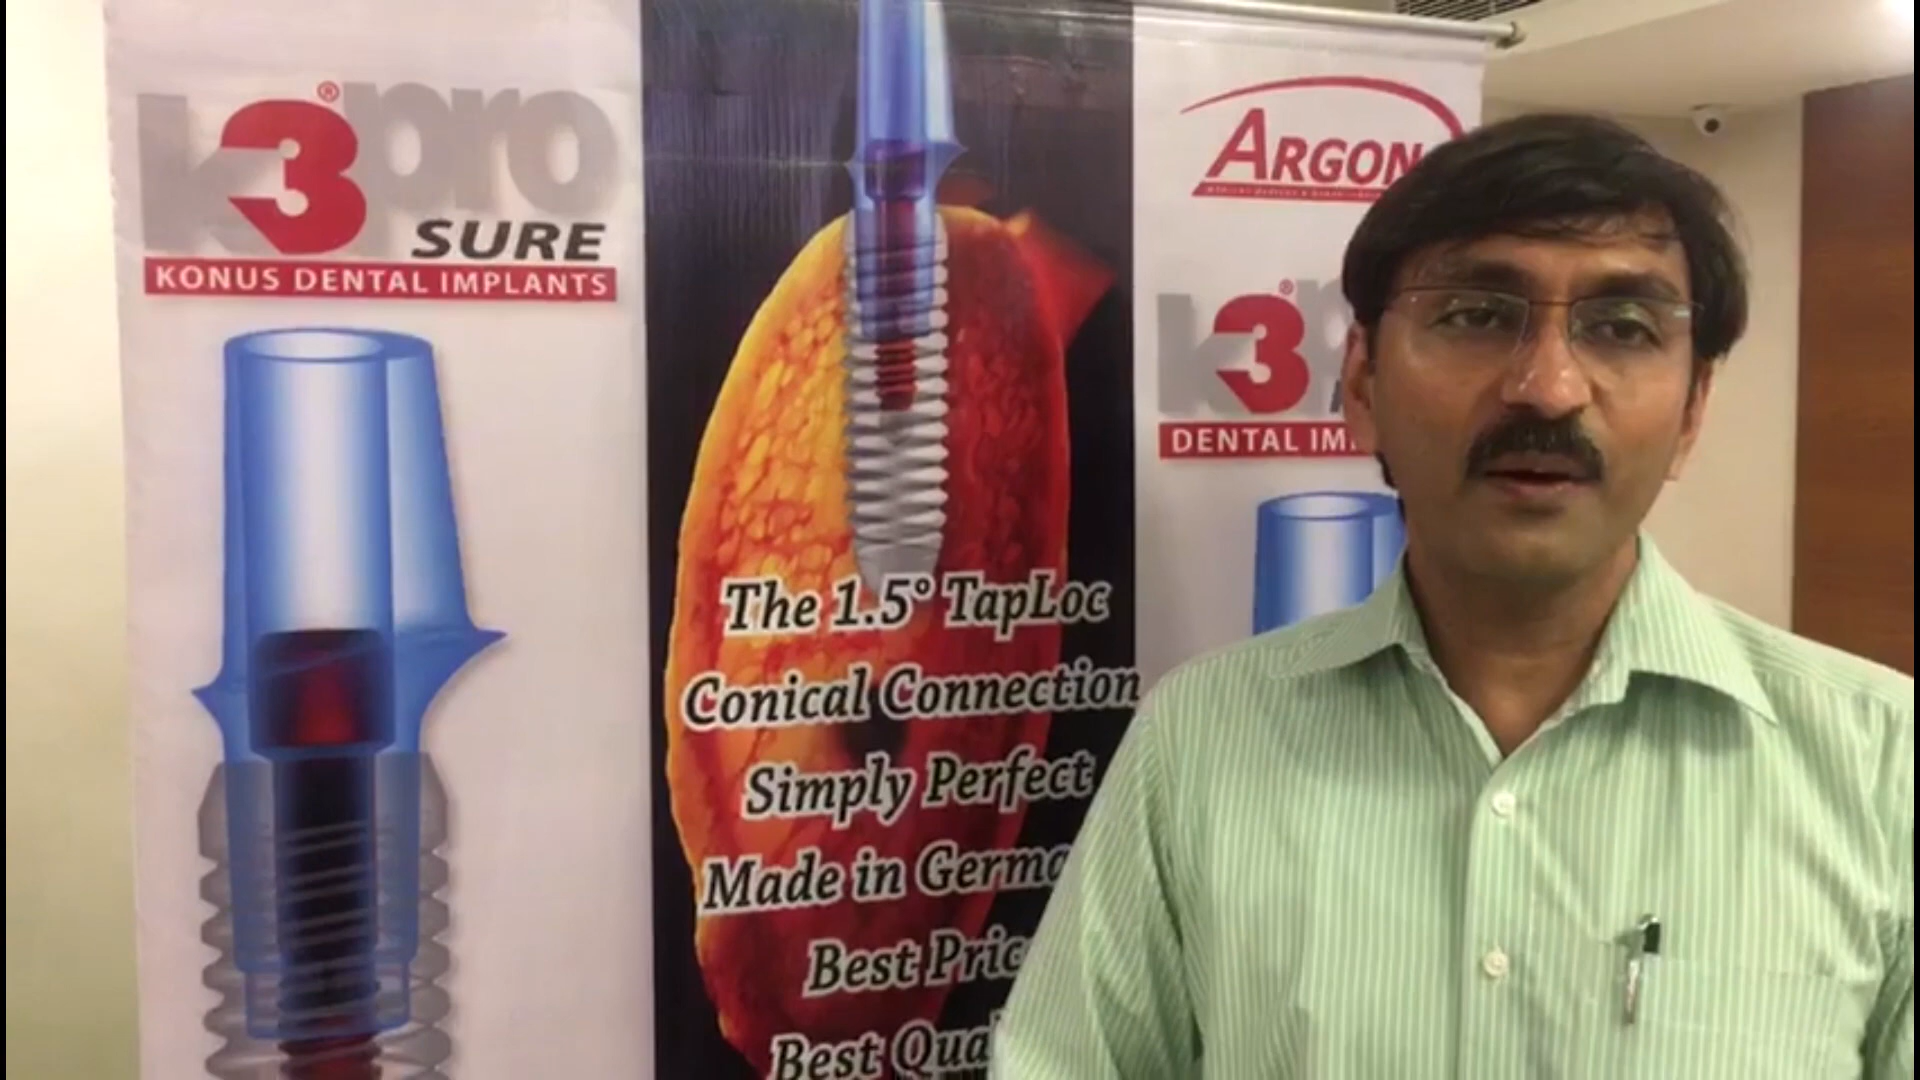 K3pro®
SURE
KONUS DENTAL IMPLANTS
The 1.5° TapLoc
Conical Connection
Simply Perfect
Made in Germa
Best Pric
Best Qua
ARGON
K3®
DENTAL IM